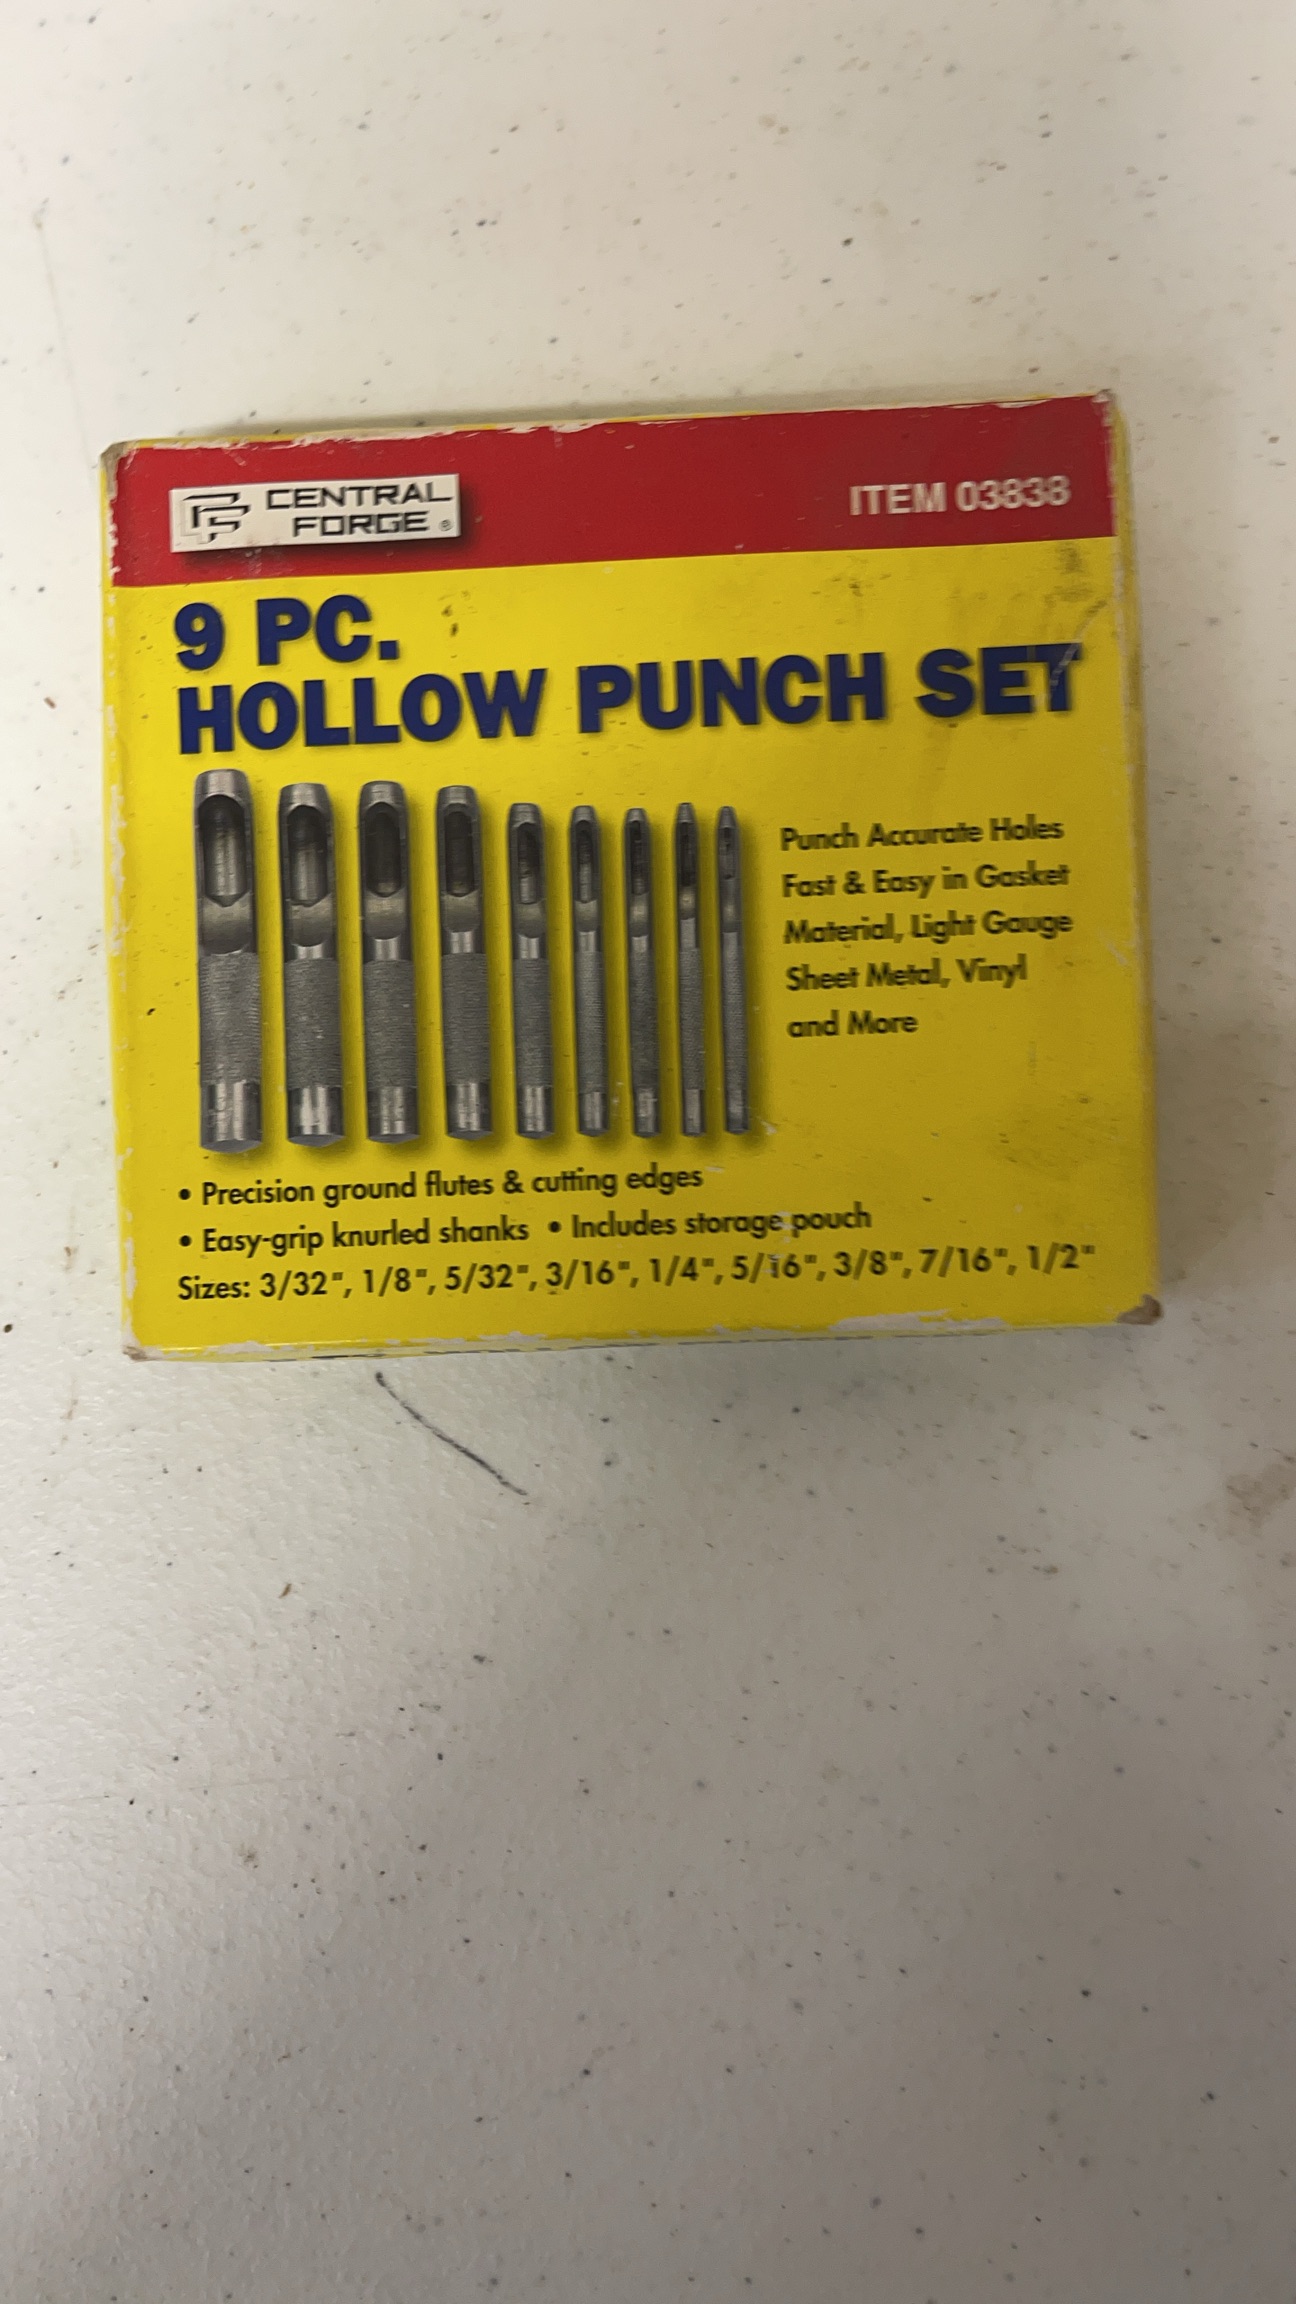 CENTRAL
FORGE ®
ITEM 03838
9 PC.
HOLLOW PUNCH SET
Punch Accurate Holes
Fast & Easy in Gasket
Material, Light Gauge
Sheet Metal, Vinyl
and More
• Precision ground flutes & cutting edges
• Easy-grip knurled shanks • Includes storage pouch
Sizes: 3/32", 1/8", 5/32", 3/16", 1/4", 5/16", 3/8", 7/16", 1/2"